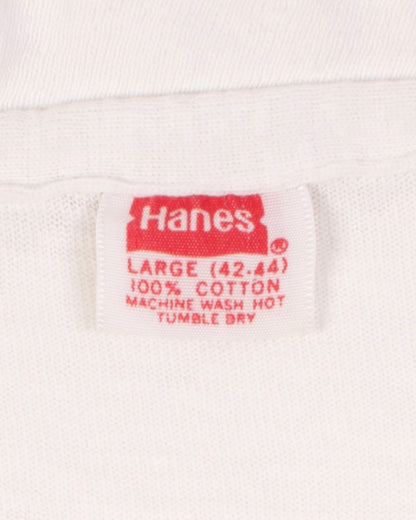 Hanes®
LARGE (42.44)
100% COTTON
MACHINE WASH HOT
TUMBLE DRY